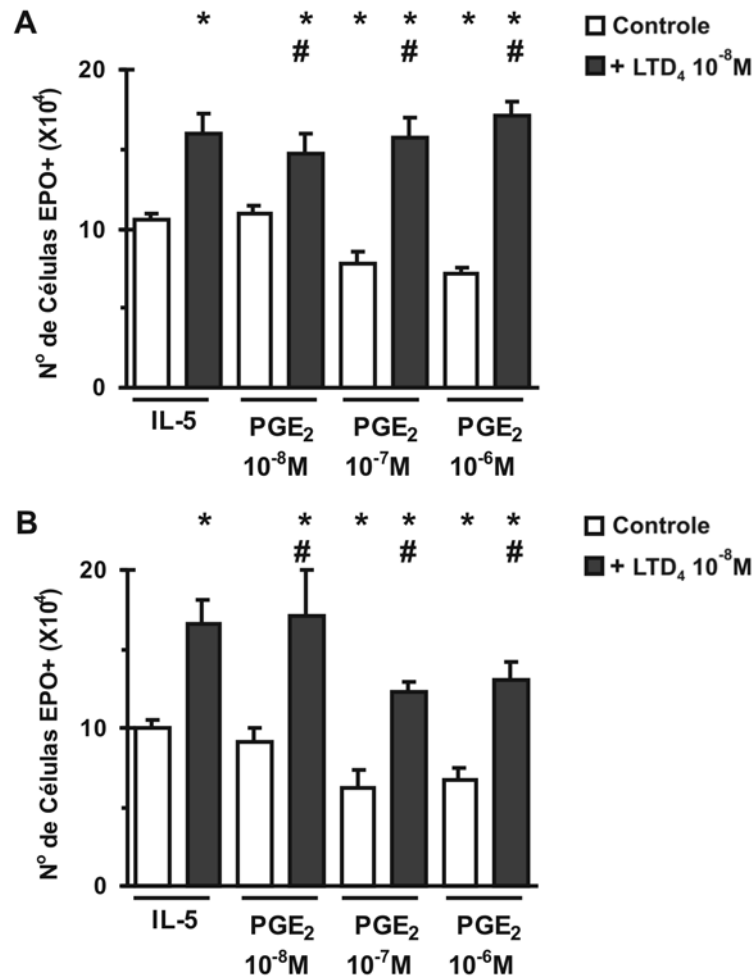 A
* * * * * *
# # #
Controle
+ LTD₄ 10⁻⁸M
Nº de Células EPO+ (X10⁴)
20
10
0
IL-5 PGE₂ PGE₂ PGE₂
10⁻⁸M 10⁻⁷M 10⁻⁶M
B
* * * * * *
# # #
Controle
+ LTD₄ 10⁻⁸M
Nº de Células EPO+ (X10⁴)
20
10
0
IL-5 PGE₂ PGE₂ PGE₂
10⁻⁸M 10⁻⁷M 10⁻⁶M